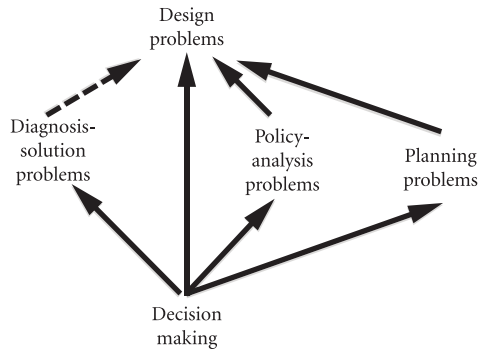 Design
problems
Diagnosis-
solution
problems
Policy-
analysis
problems
Planning
problems
Decision
making